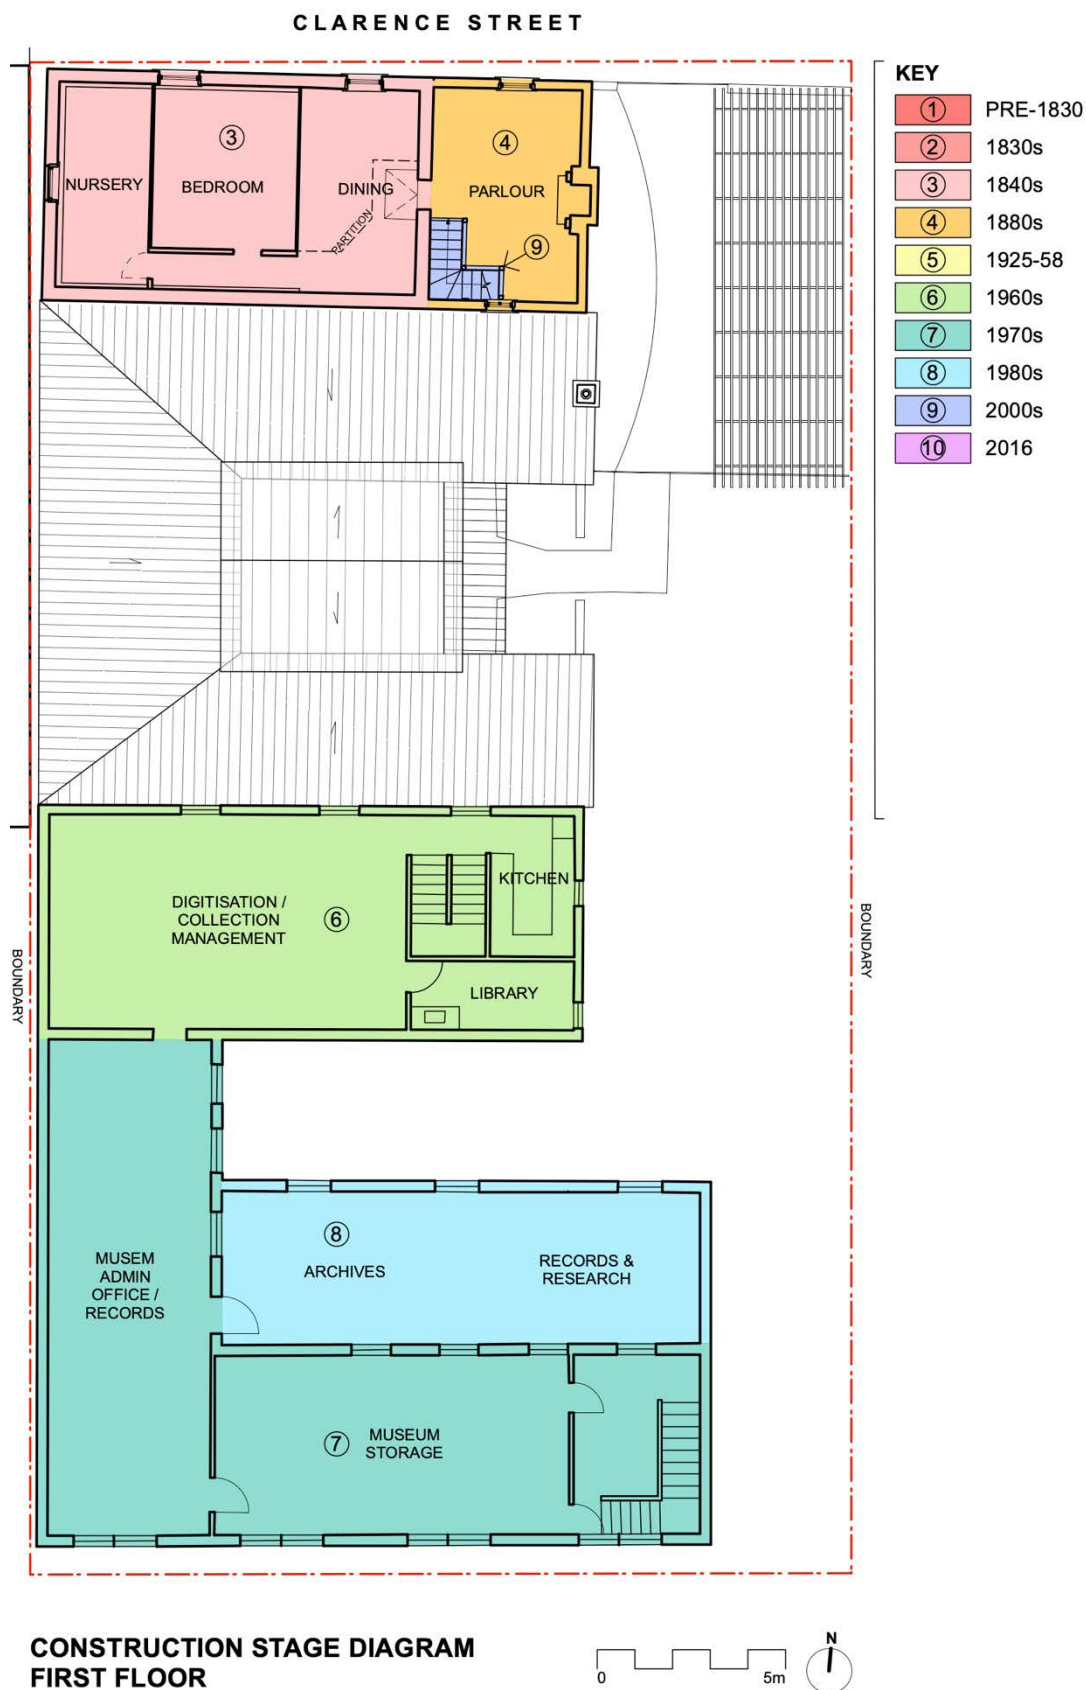 CLARENCE STREET
KEY
1 PRE-1830
2 1830s
3 1840s
4 1880s
5 1925-58
6 1960s
7 1970s
8 1980s
9 2000s
10 2016
3
4
NURSERY
BEDROOM
DINING
PARLOUR
PARTITION
9
DIGITISATION /
COLLECTION
MANAGEMENT
6
KITCHEN
LIBRARY
BOUNDARY
BOUNDARY
MUSEM
ADMIN
OFFICE /
RECORDS
8
ARCHIVES
RECORDS &
RESEARCH
7
MUSEUM
STORAGE
CONSTRUCTION STAGE DIAGRAM
FIRST FLOOR
0
5m
N